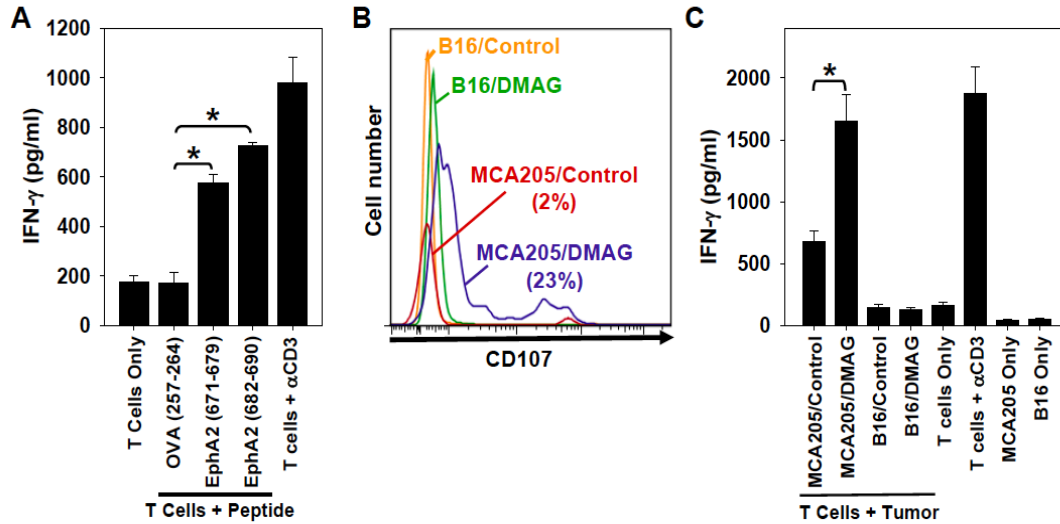 A
IFN-γ (pg/ml)
1200
1000
800
600
400
200
0
*
*
T Cells Only
OVA (257-264)
EphA2 (671-679)
EphA2 (682-690)
T cells + αCD3
T Cells + Peptide
B
Cell number
B16/Control
B16/DMAG
MCA205/Control
(2%)
MCA205/DMAG
(23%)
CD107
C
IFN-γ (pg/ml)
2000
1500
1000
500
0
*
MCA205/Control
MCA205/DMAG
B16/Control
B16/DMAG
T cells Only
T cells + αCD3
MCA205 Only
B16 Only
T Cells + Tumor